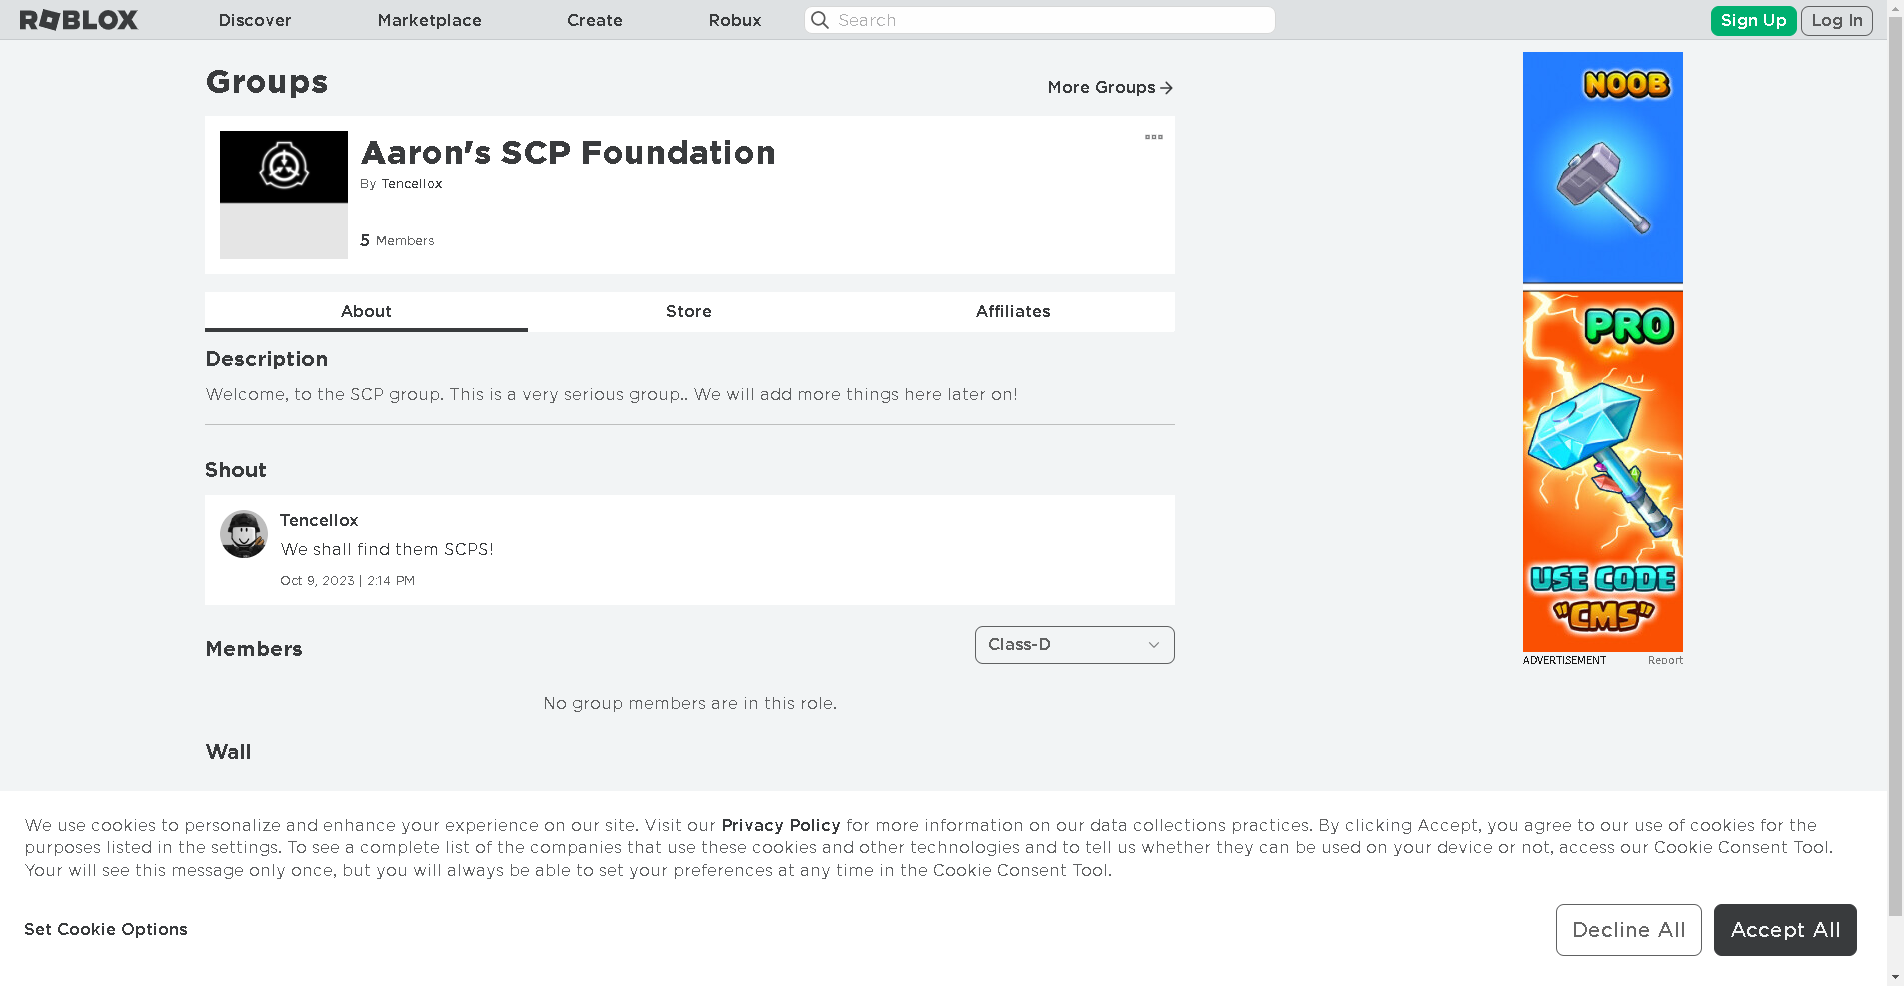 ROBLOX Discover Marketplace Create Robux Search Sign Up Log In
Groups
More Groups
Aaron's SCP Foundation
By Tencellox
5 Members
About Store Affiliates
Description
Welcome, to the SCP group. This is a very serious group.. We will add more things here later on!
Shout
Tencellox
We shall find them SCPS!
Oct 9, 2023 | 2:14 PM
Members
Class-D
No group members are in this role.
Wall
NOOB
PRO
USE CODE
"CMS"
ADVERTISEMENT Report
We use cookies to personalize and enhance your experience on our site. Visit our Privacy Policy for more information on our data collections practices. By clicking Accept, you agree to our use of cookies for the
purposes listed in the settings. To see a complete list of the companies that use these cookies and other technologies and to tell us whether they can be used on your device or not, access our Cookie Consent Tool.
Your will see this message only once, but you will always be able to set your preferences at any time in the Cookie Consent Tool.
Set Cookie Options
Decline All
Accept All